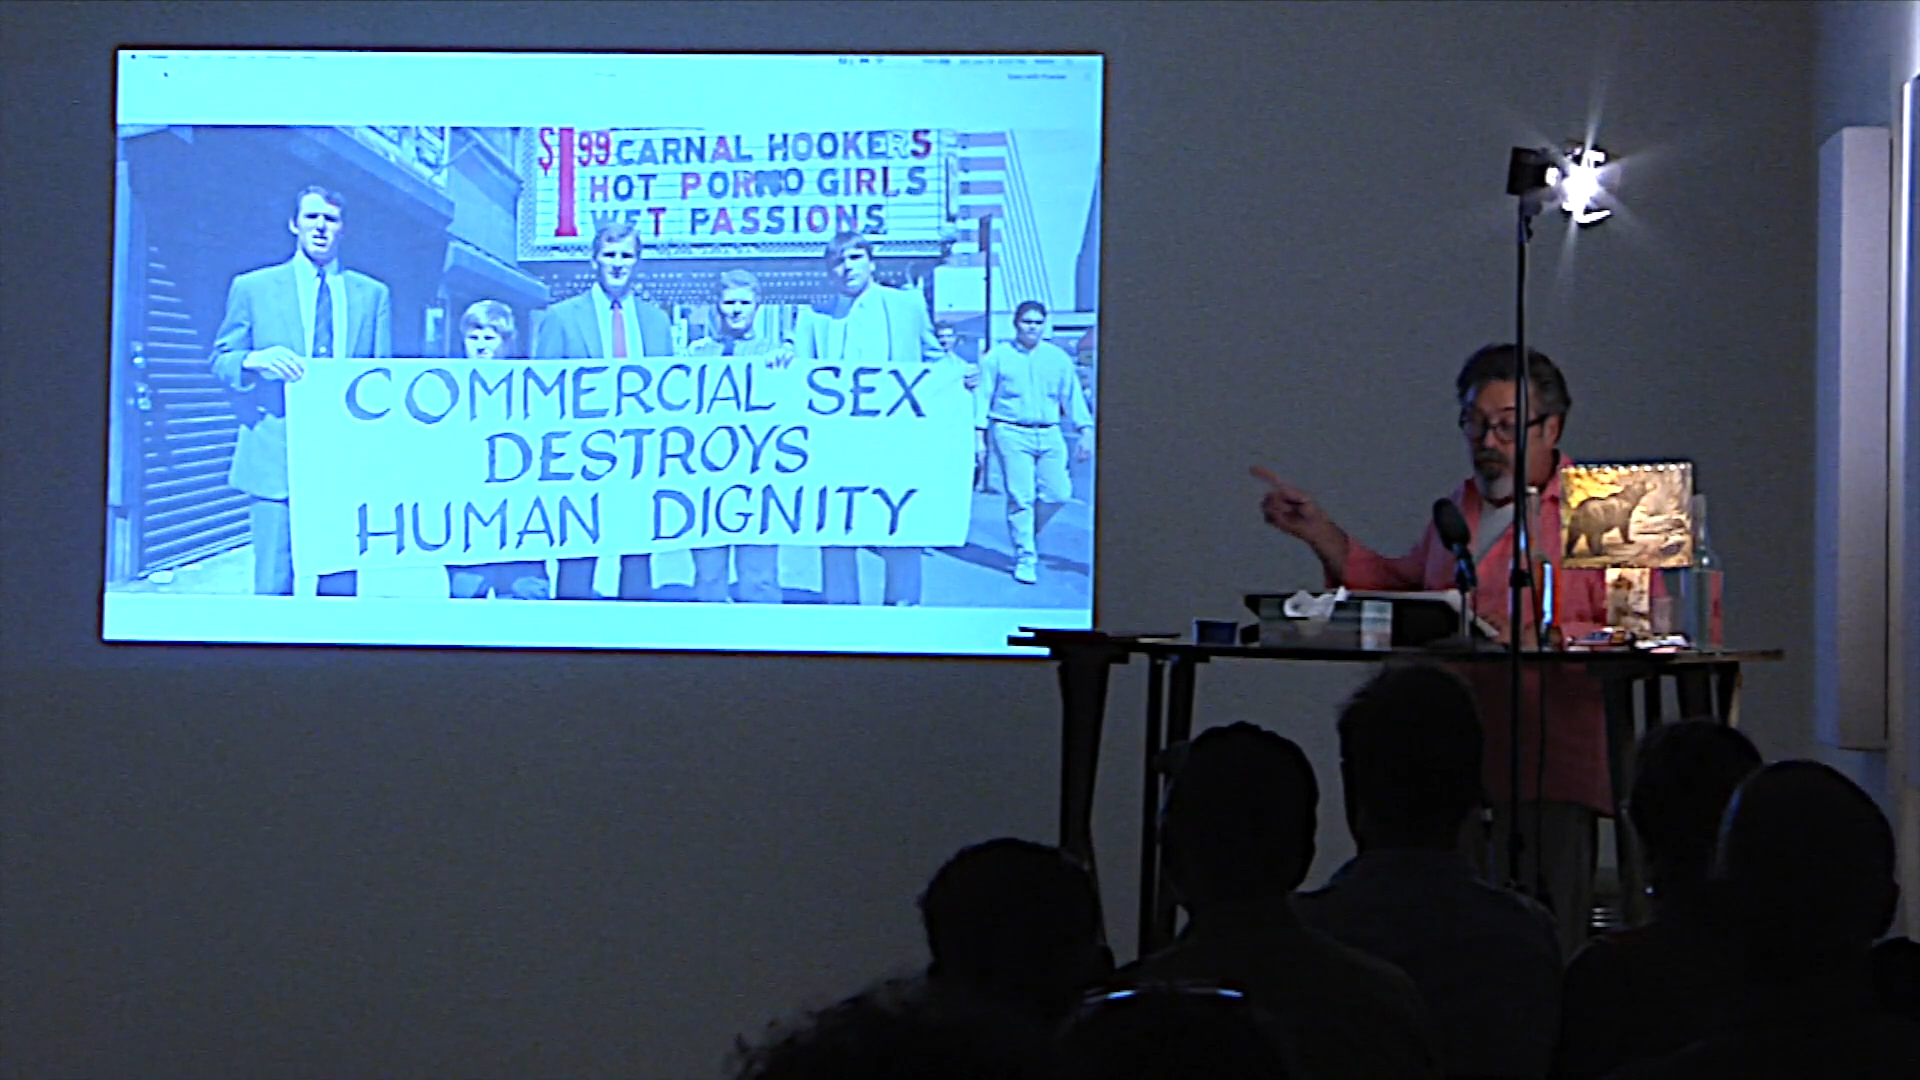 $1.99 CARNAL HOOKERS
HOT PORNO GIRLS
WET PASSIONS
COMMERCIAL SEX
DESTROYS
HUMAN DIGNITY